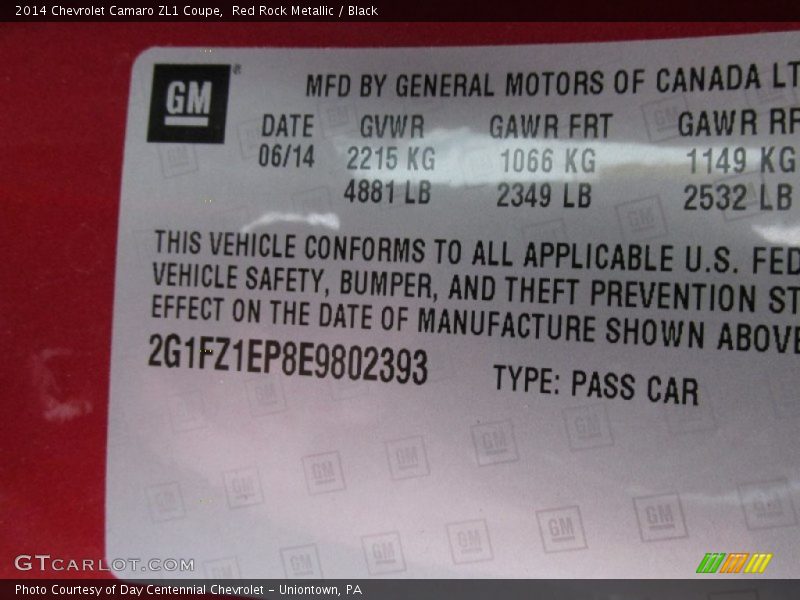 2014 Chevrolet Camaro ZL1 Coupe,  Red Rock Metallic / Black
GM
MFD BY GENERAL MOTORS OF CANADA LT
DATE GVWR GAWR FRT GAWR RR
06/14 2215 KG 1066 KG 1149 KG
4881 LB 2349 LB 2532 LB
THIS VEHICLE CONFORMS TO ALL APPLICABLE U.S. FED
VEHICLE SAFETY, BUMPER, AND THEFT PREVENTION ST
EFFECT ON THE DATE OF MANUFACTURE SHOWN ABOVE
2G1FZ1EP8E9802393 TYPE: PASS CAR
GTCARLOT.COM
Photo Courtesy of Day Centennial Chevrolet - Uniontown, PA